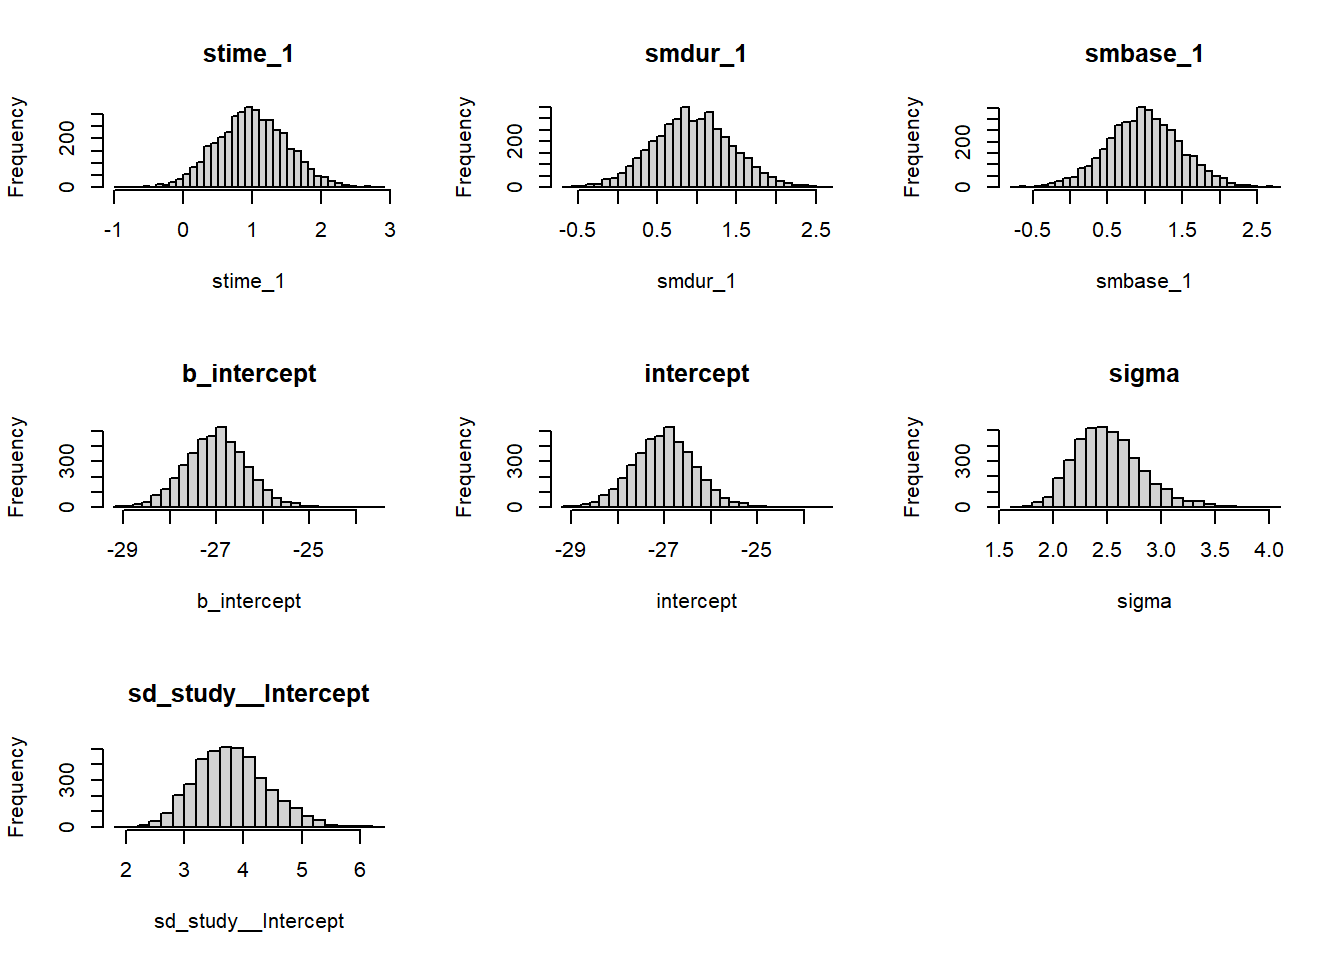 stime_1
Frequency
0 200
-1 0 1 2 3
stime_1
smdur_1
Frequency
0 200
-0.5 0.5 1.5 2.5
smdur_1
smbase_1
Frequency
0 200
-0.5 0.5 1.5 2.5
smbase_1
b_intercept
Frequency
0 300
-29 -27 -25
b_intercept
intercept
Frequency
0 300
-29 -27 -25
intercept
sigma
Frequency
0 300
1.5 2.0 2.5 3.0 3.5 4.0
sigma
sd_study__Intercept
Frequency
0 300
2 3 4 5 6
sd_study__Intercept